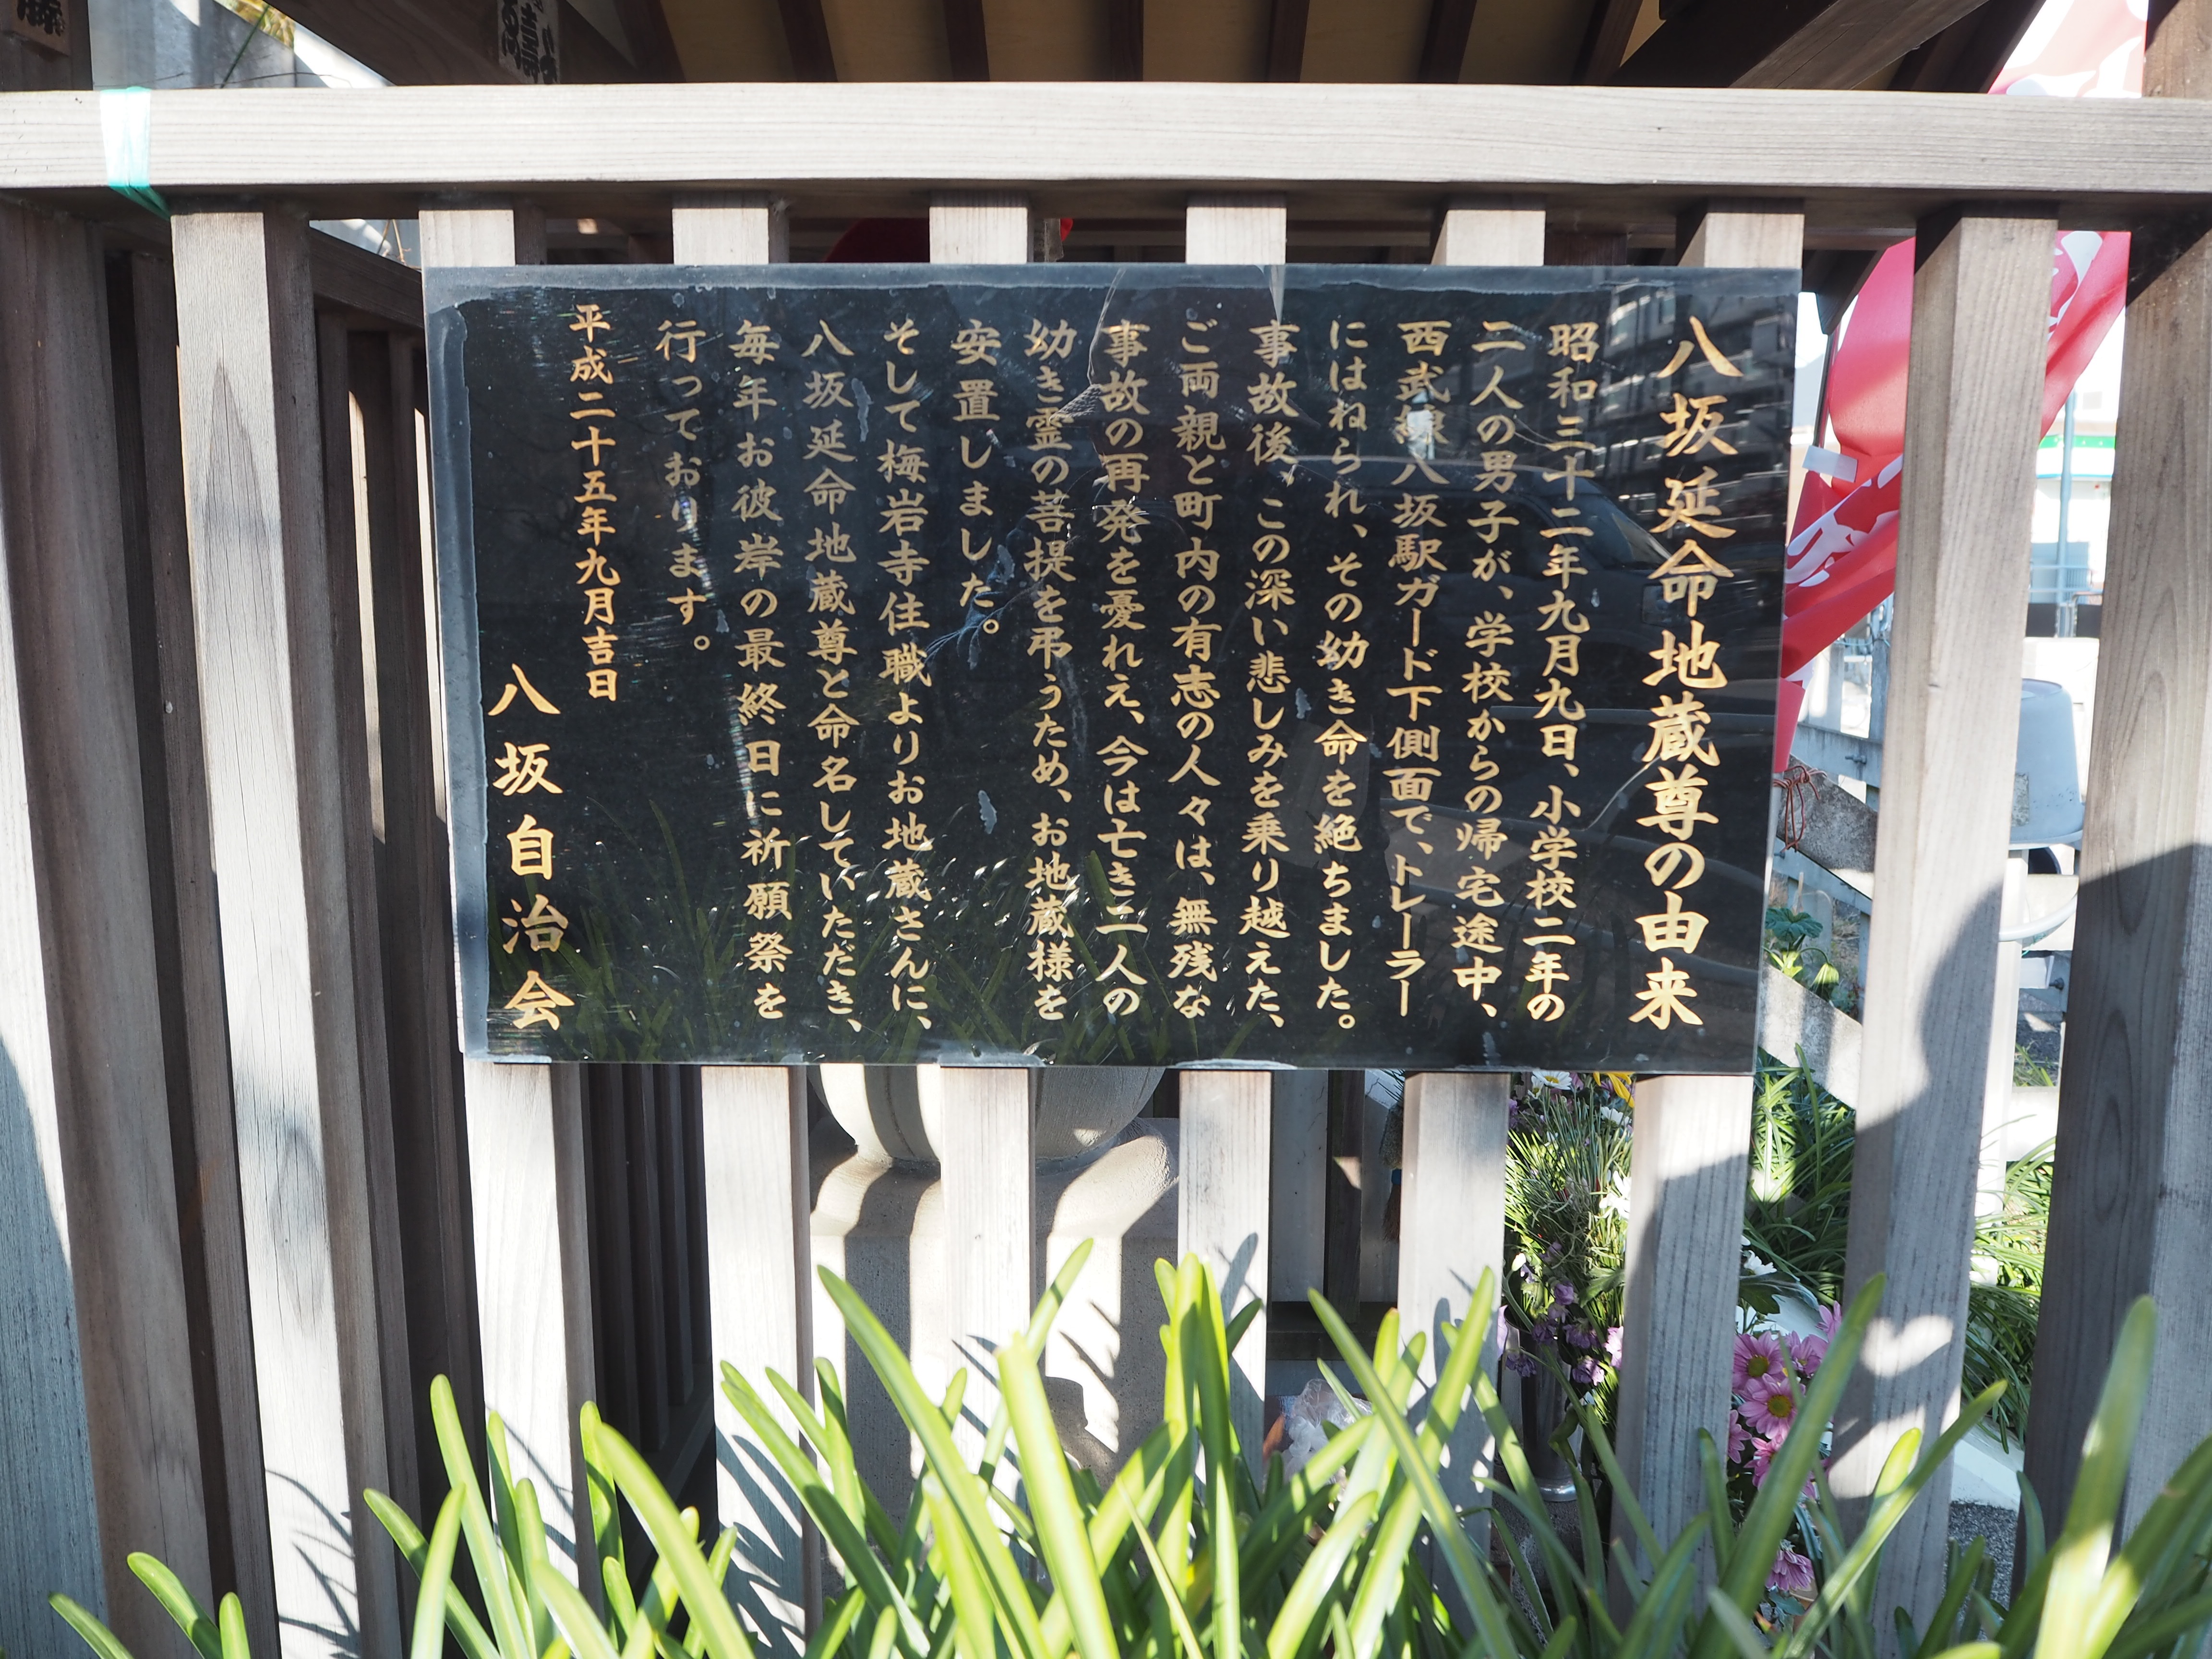 八坂延命地蔵尊の由来
昭和三十二年九月九日、小学校二年の
二人の男子が、学校からの帰宅途中、
西武線八坂駅ガード下側面で、トレーラー
にはねられ、その幼き命を絶ちました。
事故後、この深い悲しみを乗り越えた、
ご両親と町内の有志の人々は、無残な
事故の再発を憂れえ、今は亡き二人の
幼き霊の菩提を弔うため、お地蔵様を
安置しました。
そして梅岩寺住職よりお地蔵さんに、
八坂延命地蔵尊と命名していただき、
毎年お彼岸の最終日に祈願祭を
行っております。
平成二十五年九月吉日
八坂自治会